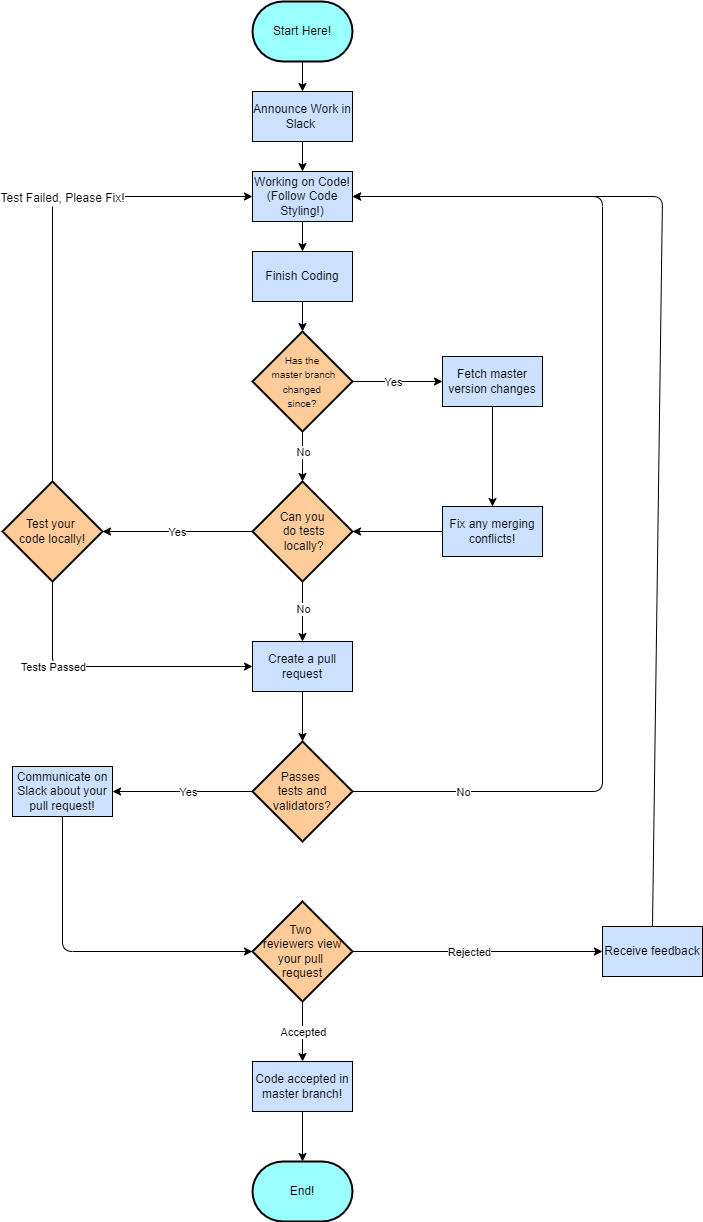 Start Here!
Announce Work in
Slack
Test Failed, Please Fix!
Working on Code!
(Follow Code
Styling!)
Finish Coding
Has the
master branch
changed
since?
Yes
Fetch master
version changes
No
Test your
code locally!
Yes
Can you
do tests
locally?
Fix any merging
conflicts!
No
Tests Passed
Create a pull
request
Communicate on
Slack about your
pull request!
Yes
Passes
tests and
validators?
No
Two
reviewers view
your pull
request
Rejected
Receive feedback
Accepted
Code accepted in
master branch!
End!